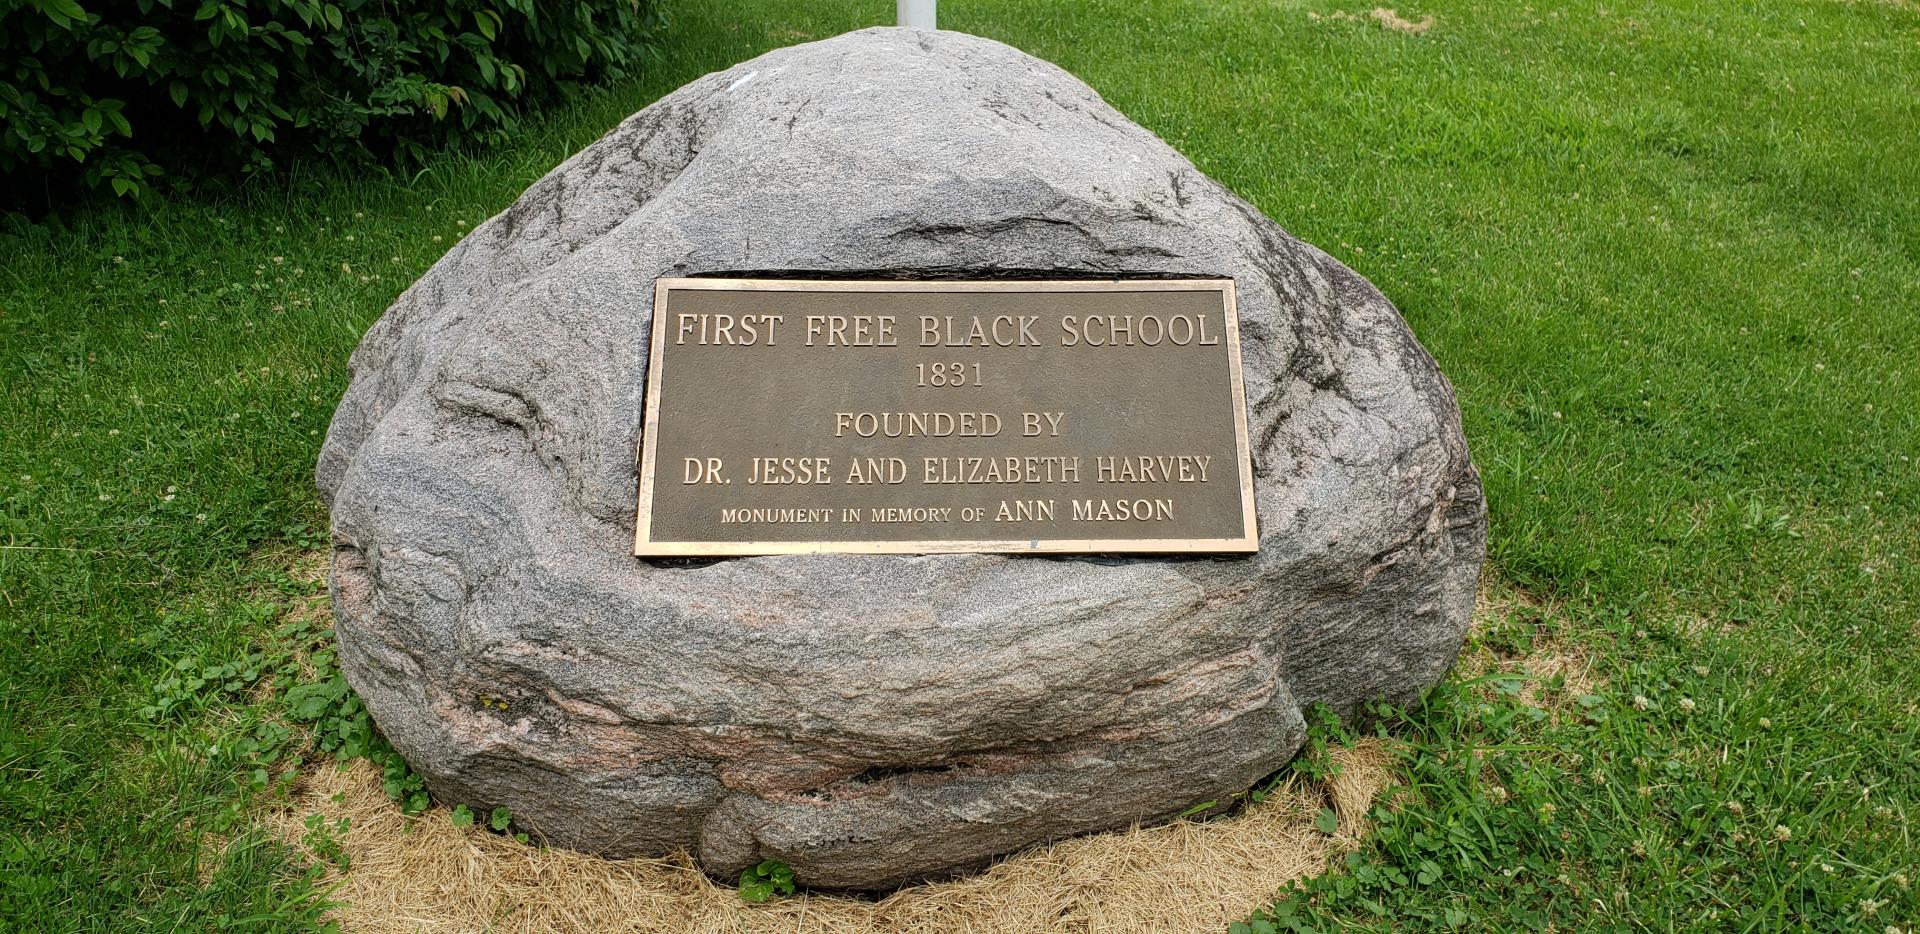 FIRST FREE BLACK SCHOOL
1831
FOUNDED BY
DR. JESSE AND ELIZABETH HARVEY
MONUMENT IN MEMORY OF ANN MASON